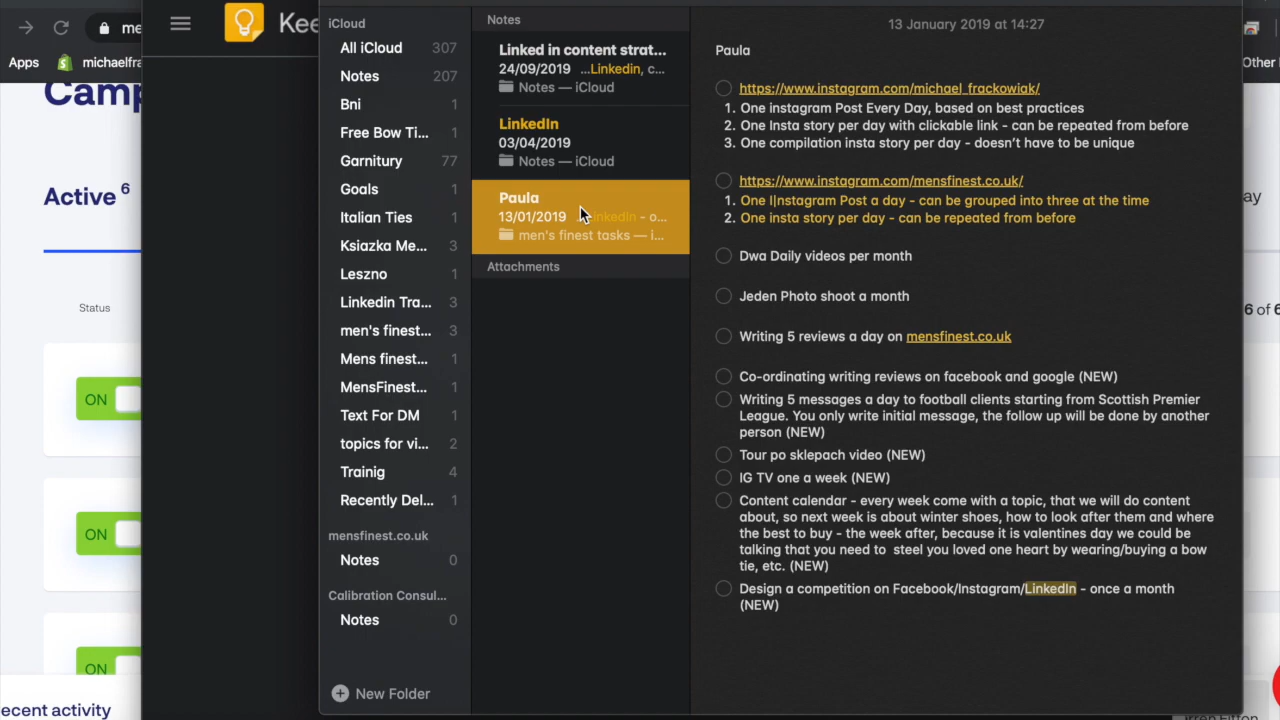 me
Kee
Apps
michaelfra
Other
Camp
Active 6
Status
ON
ON
ON
ecent activity
ay
6 of 6
iCloud
All iCloud 307
Notes 207
Bni 1
Free Bow Ti... 1
Garnitury 77
Goals 1
Italian Ties 1
Ksiazka Me... 3
Leszno 1
Linkedin Tra... 3
men's finest... 3
Mens finest... 1
MensFinest... 1
Text For DM 1
topics for vi... 2
Trainig 4
Recently Del... 1
mensfinest.co.uk
Notes 0
Calibration Consul...
Notes 0
New Folder
Notes
Linked in content strat...
24/09/2019 ...Linkedin, c...
Notes — iCloud
LinkedIn
03/04/2019
Notes — iCloud
Paula
13/01/2019 ...LinkedIn - o...
men's finest tasks — i...
Attachments
13 January 2019 at 14:27
Paula
https://www.instagram.com/michael_frackowiak/
1. One instagram Post Every Day, based on best practices
2. One Insta story per day with clickable link - can be repeated from before
3. One compilation insta story per day - doesn't have to be unique
https://www.instagram.com/mensfinest.co.uk/
1. One I|nstagram Post a day - can be grouped into three at the time
2. One insta story per day - can be repeated from before
Dwa Daily videos per month
Jeden Photo shoot a month
Writing 5 reviews a day on mensfinest.co.uk
Co-ordinating writing reviews on facebook and google (NEW)
Writing 5 messages a day to football clients starting from Scottish Premier
League. You only write initial message, the follow up will be done by another
person (NEW)
Tour po sklepach video (NEW)
IG TV one a week (NEW)
Content calendar - every week come with a topic, that we will do content
about, so next week is about winter shoes, how to look after them and where
the best to buy - the week after, because it is valentines day we could be
talking that you need to steel you loved one heart by wearing/buying a bow
tie, etc. (NEW)
Design a competition on Facebook/Instagram/LinkedIn - once a month
(NEW)